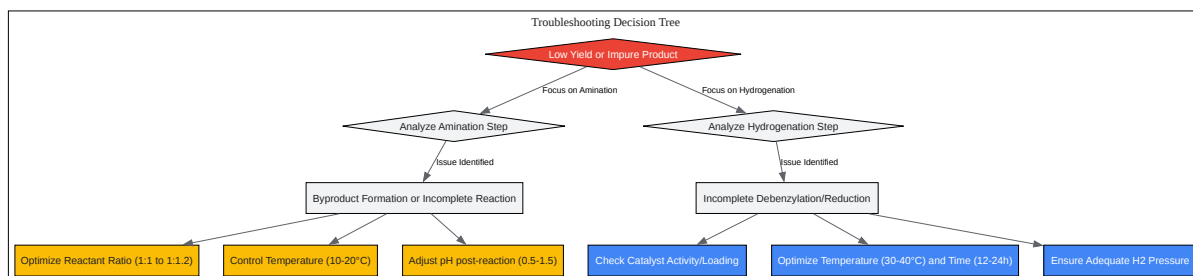 Troubleshooting Decision Tree
Low Yield or Impure Product
Focus on Amination
Focus on Hydrogenation
Analyze Amination Step
Analyze Hydrogenation Step
Issue Identified
Issue Identified
Byproduct Formation or Incomplete Reaction
Incomplete Debenzylation/Reduction
Optimize Reactant Ratio (1:1 to 1:1.2)
Control Temperature (10-20°C)
Adjust pH post-reaction (0.5-1.5)
Check Catalyst Activity/Loading
Optimize Temperature (30-40°C) and Time (12-24h)
Ensure Adequate H2 Pressure